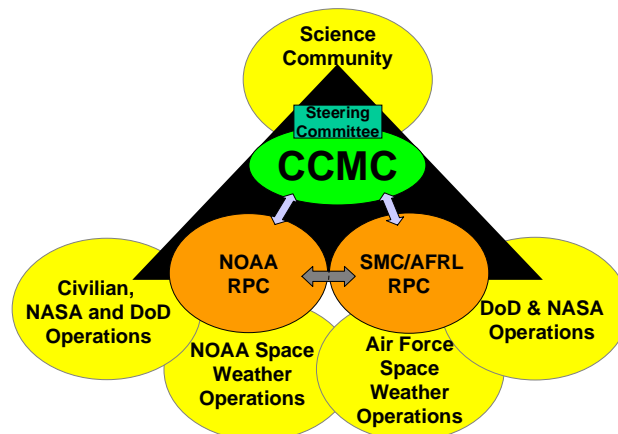 Science
Community
Steering
Committee
CCMC
NOAA
RPC
SMC/AFRL
RPC
Civilian,
NASA and DoD
Operations
DoD & NASA
Operations
NOAA Space
Weather
Operations
Air Force
Space
Weather
Operations